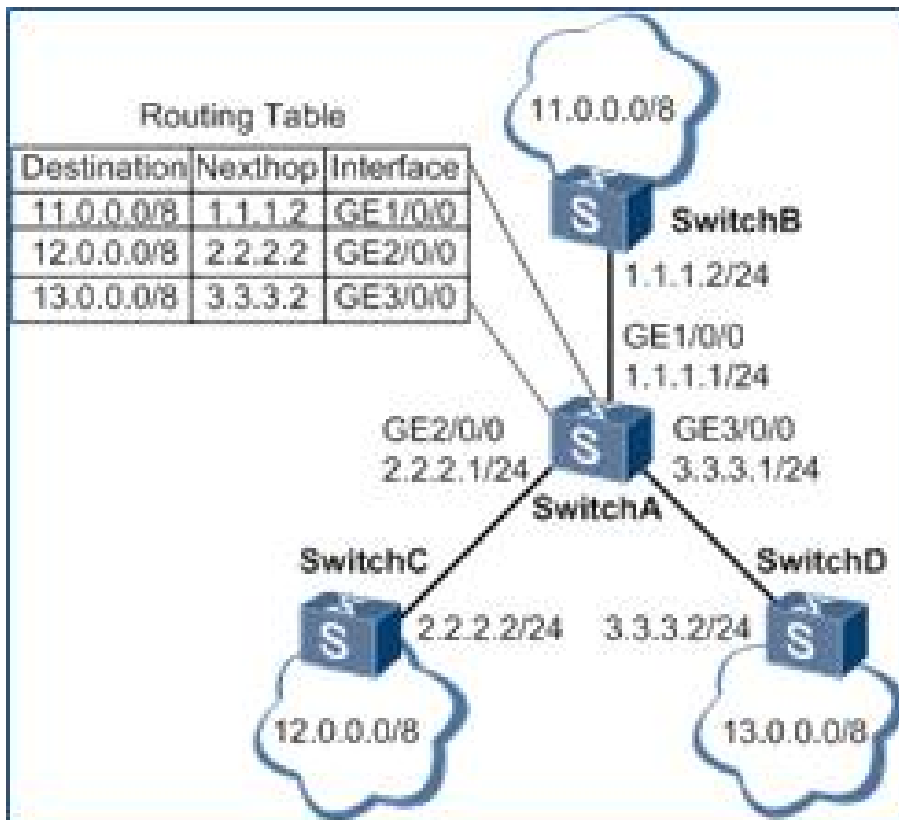 11.0.0.0/8
Routing Table
Destination Nexthop Interface
11.0.0.0/8 1.1.1.2 GE1/0/0
12.0.0.0/8 2.2.2.2 GE2/0/0
13.0.0.0/8 3.3.3.2 GE3/0/0
S
SwitchB
1.1.1.2/24
GE1/0/0
1.1.1.1/24
GE2/0/0
2.2.2.1/24
S
GE3/0/0
3.3.3.1/24
SwitchA
SwitchC
SwitchD
S
2.2.2.2/24
3.3.3.2/24
S
12.0.0.0/8
13.0.0.0/8